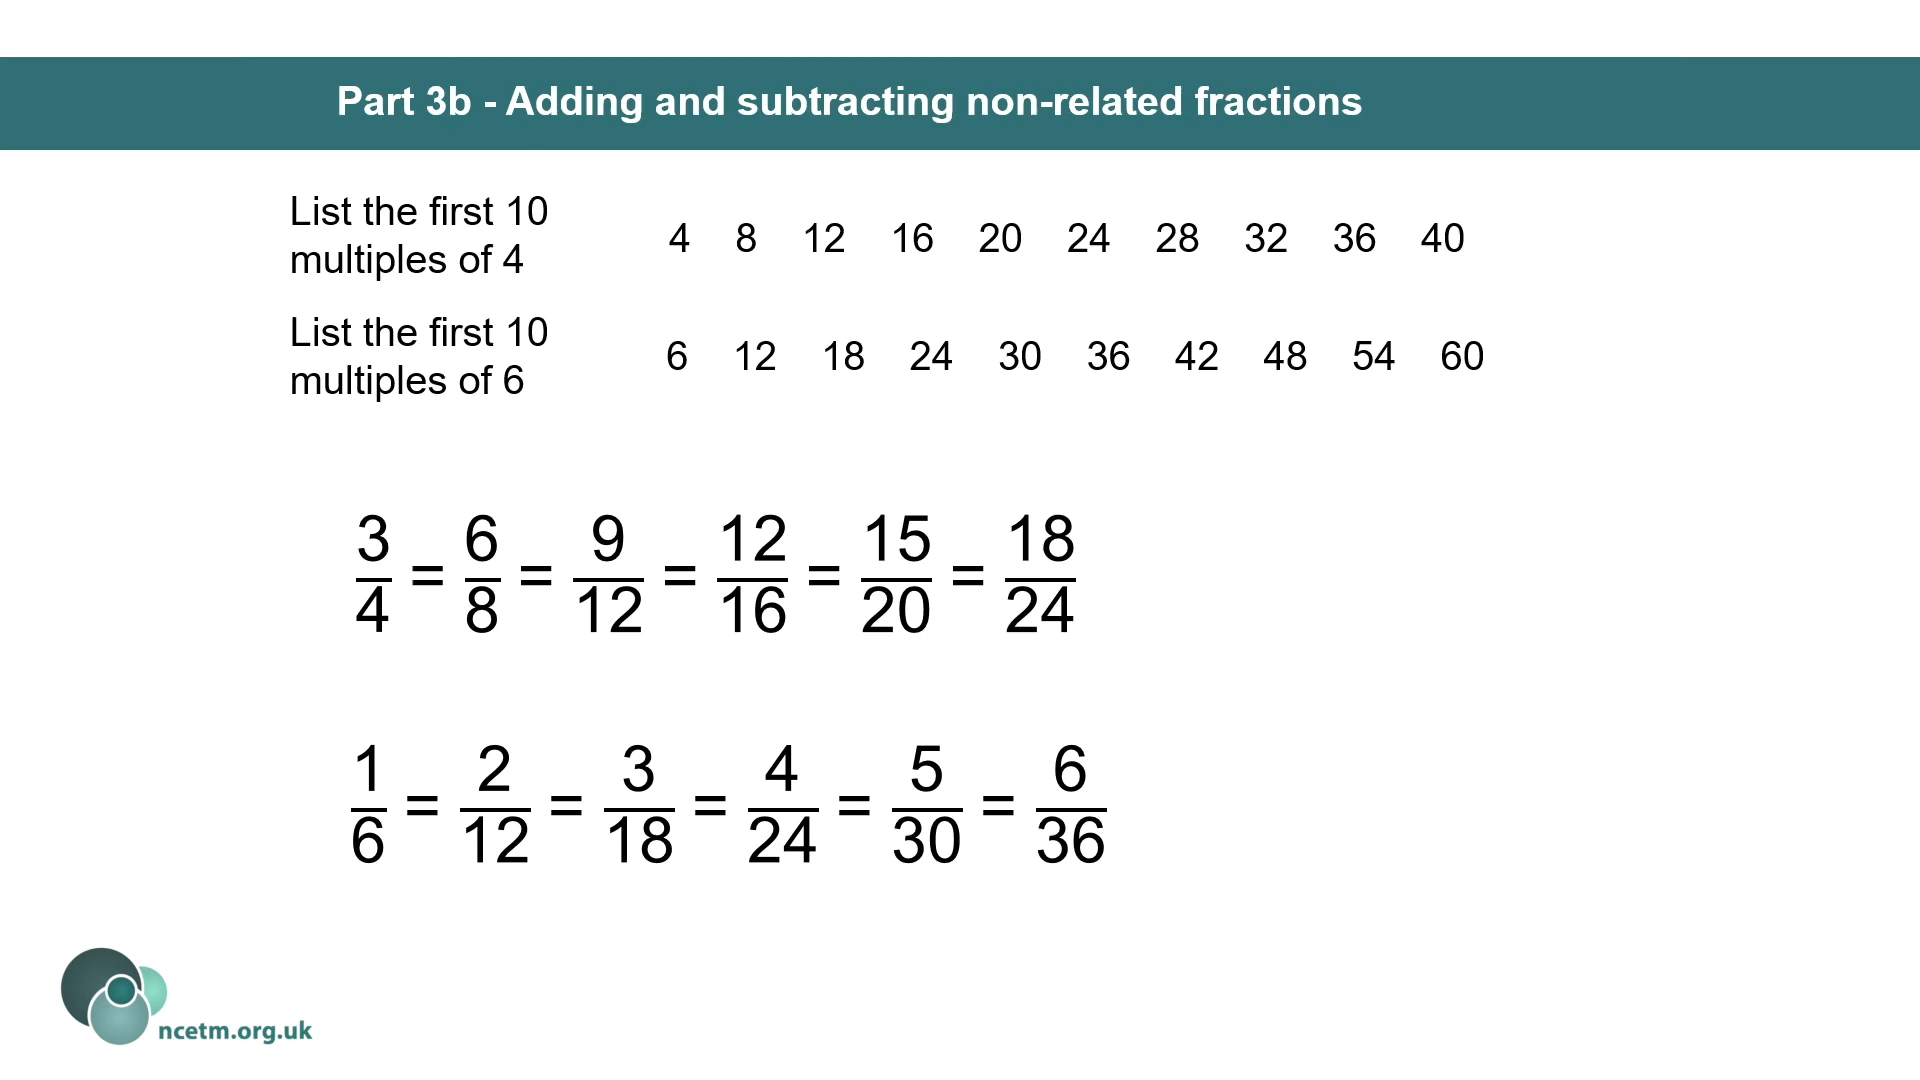 Part 3b - Adding and subtracting non-related fractions
List the first 10
multiples of 4
4 8 12 16 20 24 28 32 36 40
List the first 10
multiples of 6
6 12 18 24 30 36 42 48 54 60
3/4 = 6/8 = 9/12 = 12/16 = 15/20 = 18/24
1/6 = 2/12 = 3/18 = 4/24 = 5/30 = 6/36
ncetm.org.uk